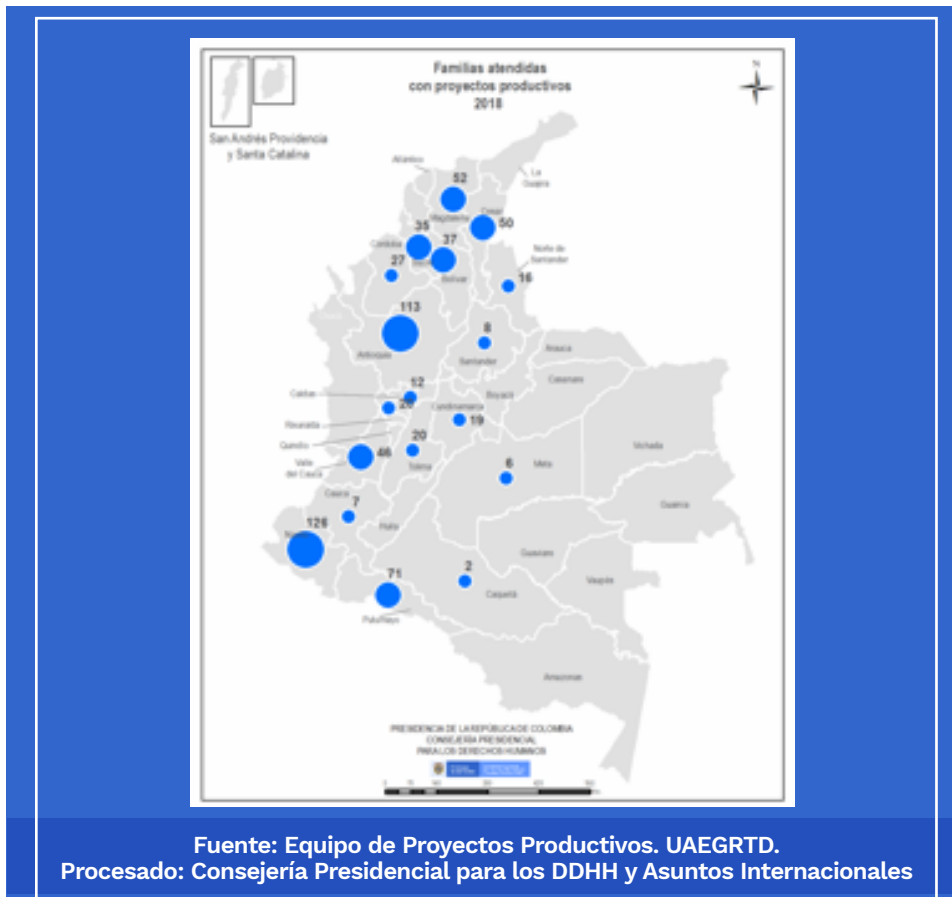 Familias atendidas
con proyectos productivos
2018
N
San Andrés Providencia
y Santa Catalina
Atlántico
La
Guajira
52
Magdalena
Cesar
50
35
37
Córdoba
Bolívar
27
Norte de
Santander
16
113
8
Antioquia
Santander
Arauca
Casanare
12
Caldas
Boyacá
Cundinamarca
Risaralda
19
Quindío
20
46
Valle
del Cauca
Tolima
6
Meta
Vichada
Guainía
Cauca
7
Huila
126
Guaviare
Vaupés
71
2
Caquetá
Putumayo
Amazonas
PRESIDENCIA DE LA REPÚBLICA DE COLOMBIA
CONSEJERÍA PRESIDENCIAL
PARA LOS DERECHOS HUMANOS
Fuente: Equipo de Proyectos Productivos. UAEGRTD.
Procesado: Consejería Presidencial para los DDHH y Asuntos Internacionales